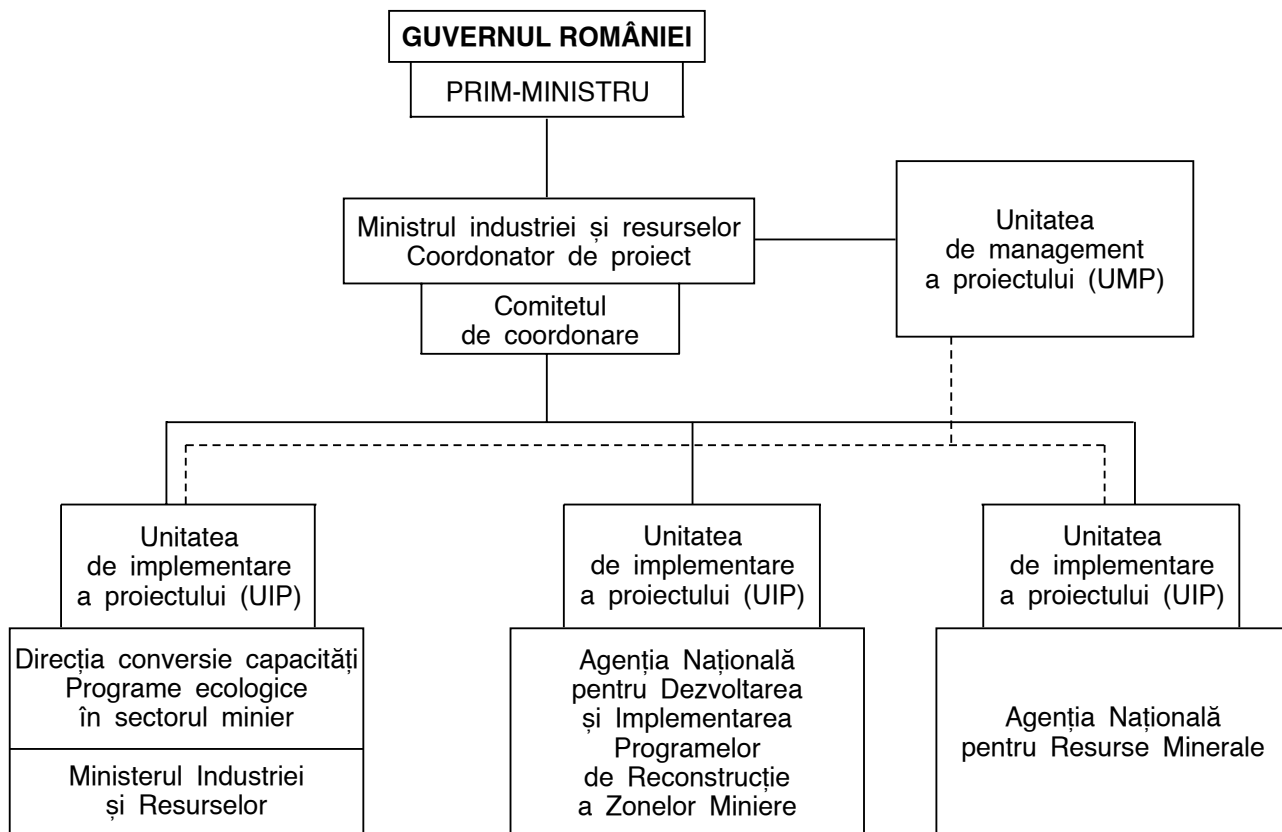 GUVERNUL ROMÂNIEI
PRIM-MINISTRU
Ministrul industriei și resurselor
Coordonator de proiect
Comitetul
de coordonare
Unitatea
de management
a proiectului (UMP)
Unitatea
de implementare
a proiectului (UIP)
Direcția conversie capacități
Programe ecologice
în sectorul minier
Ministerul Industriei
și Resurselor
Unitatea
de implementare
a proiectului (UIP)
Agenția Națională
pentru Dezvoltarea
și Implementarea
Programelor
de Reconstrucție
a Zonelor Miniere
Unitatea
de implementare
a proiectului (UIP)
Agenția Națională
pentru Resurse Minerale